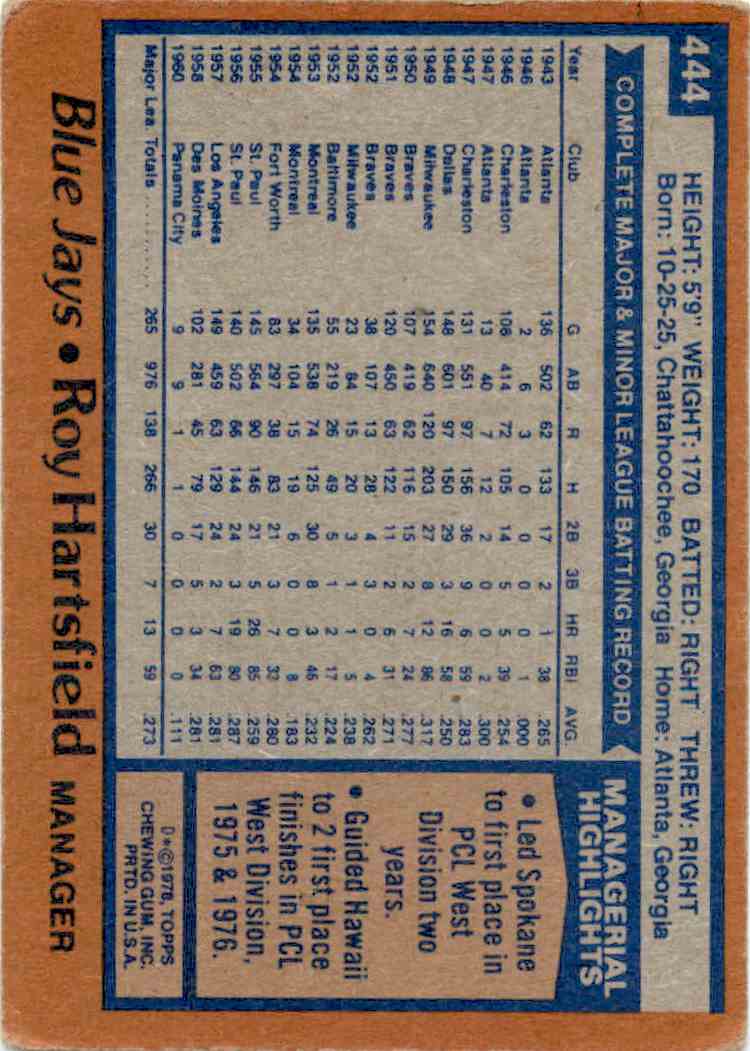 444
HEIGHT: 5'9" WEIGHT: 170 BATTED: RIGHT THREW: RIGHT
Born: 10-25-25, Chattahoochee, Georgia Home: Atlanta, Georgia
COMPLETE MAJOR & MINOR LEAGUE BATTING RECORD
Year Club G AB R H 2B 3B HR RBI AVG.
1943 Atlanta 136 502 62 133 17 2 1 38 .265
1946 Atlanta 2 6 3 0 0 0 0 1 .000
1946 Charleston 106 414 72 105 14 5 5 39 .254
1947 Atlanta 13 40 7 12 2 0 0 2 .300
1947 Charleston 131 551 97 156 36 9 6 59 .283
1948 Dallas 148 601 97 150 29 3 16 58 .250
1949 Milwaukee 154 640 120 203 27 8 12 86 .317
1950 Braves 107 419 62 116 15 2 7 24 .277
1951 Braves 120 450 63 122 11 2 6 31 .271
1952 Braves 38 107 13 28 4 3 0 4 .262
1952 Milwaukee 23 84 15 20 3 1 1 5 .238
1952 Baltimore 55 219 26 49 5 1 2 17 .224
1953 Montreal 135 538 74 125 30 8 3 46 .232
1954 Montreal 34 104 15 19 6 0 0 8 .183
1954 Fort Worth 83 297 38 83 21 3 7 33 .280
1955 St. Paul 145 564 90 146 21 5 26 85 .259
1956 St. Paul 140 502 66 144 24 3 19 80 .287
1957 Los Angeles 149 459 63 129 24 2 7 63 .281
1958 Des Moines 102 281 45 79 17 5 3 34 .281
1960 Panama City 9 9 1 1 0 0 0 0 .111
Major Lea. Totals .......... 265 976 138 266 30 7 13 59 .273
MANAGERIAL
HIGHLIGHTS
• Led Spokane
to first place in
PCL West
Division two
years.
• Guided Hawaii
to 2 first place
finishes in PCL
West Division,
1975 & 1976.
D*©1978, TOPPS
CHEWING GUM, INC.
PRTD. IN U.S.A.
Blue Jays • Roy Hartsfield MANAGER